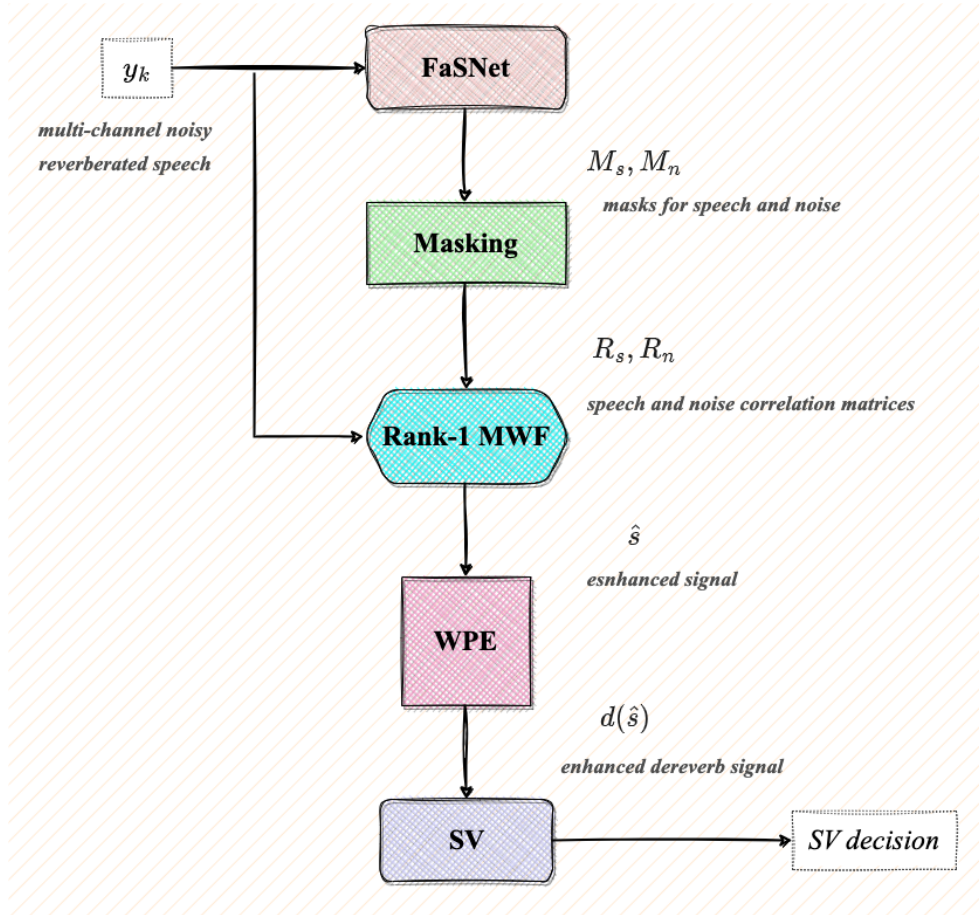 y_k
FaSNet
multi-channel noisy
reverberated speech
M_s, M_n
masks for speech and noise
Masking
R_s, R_n
speech and noise correlation matrices
Rank-1 MWF
ŝ
esnhanced signal
WPE
d(ŝ)
enhanced dereverb signal
SV
SV decision